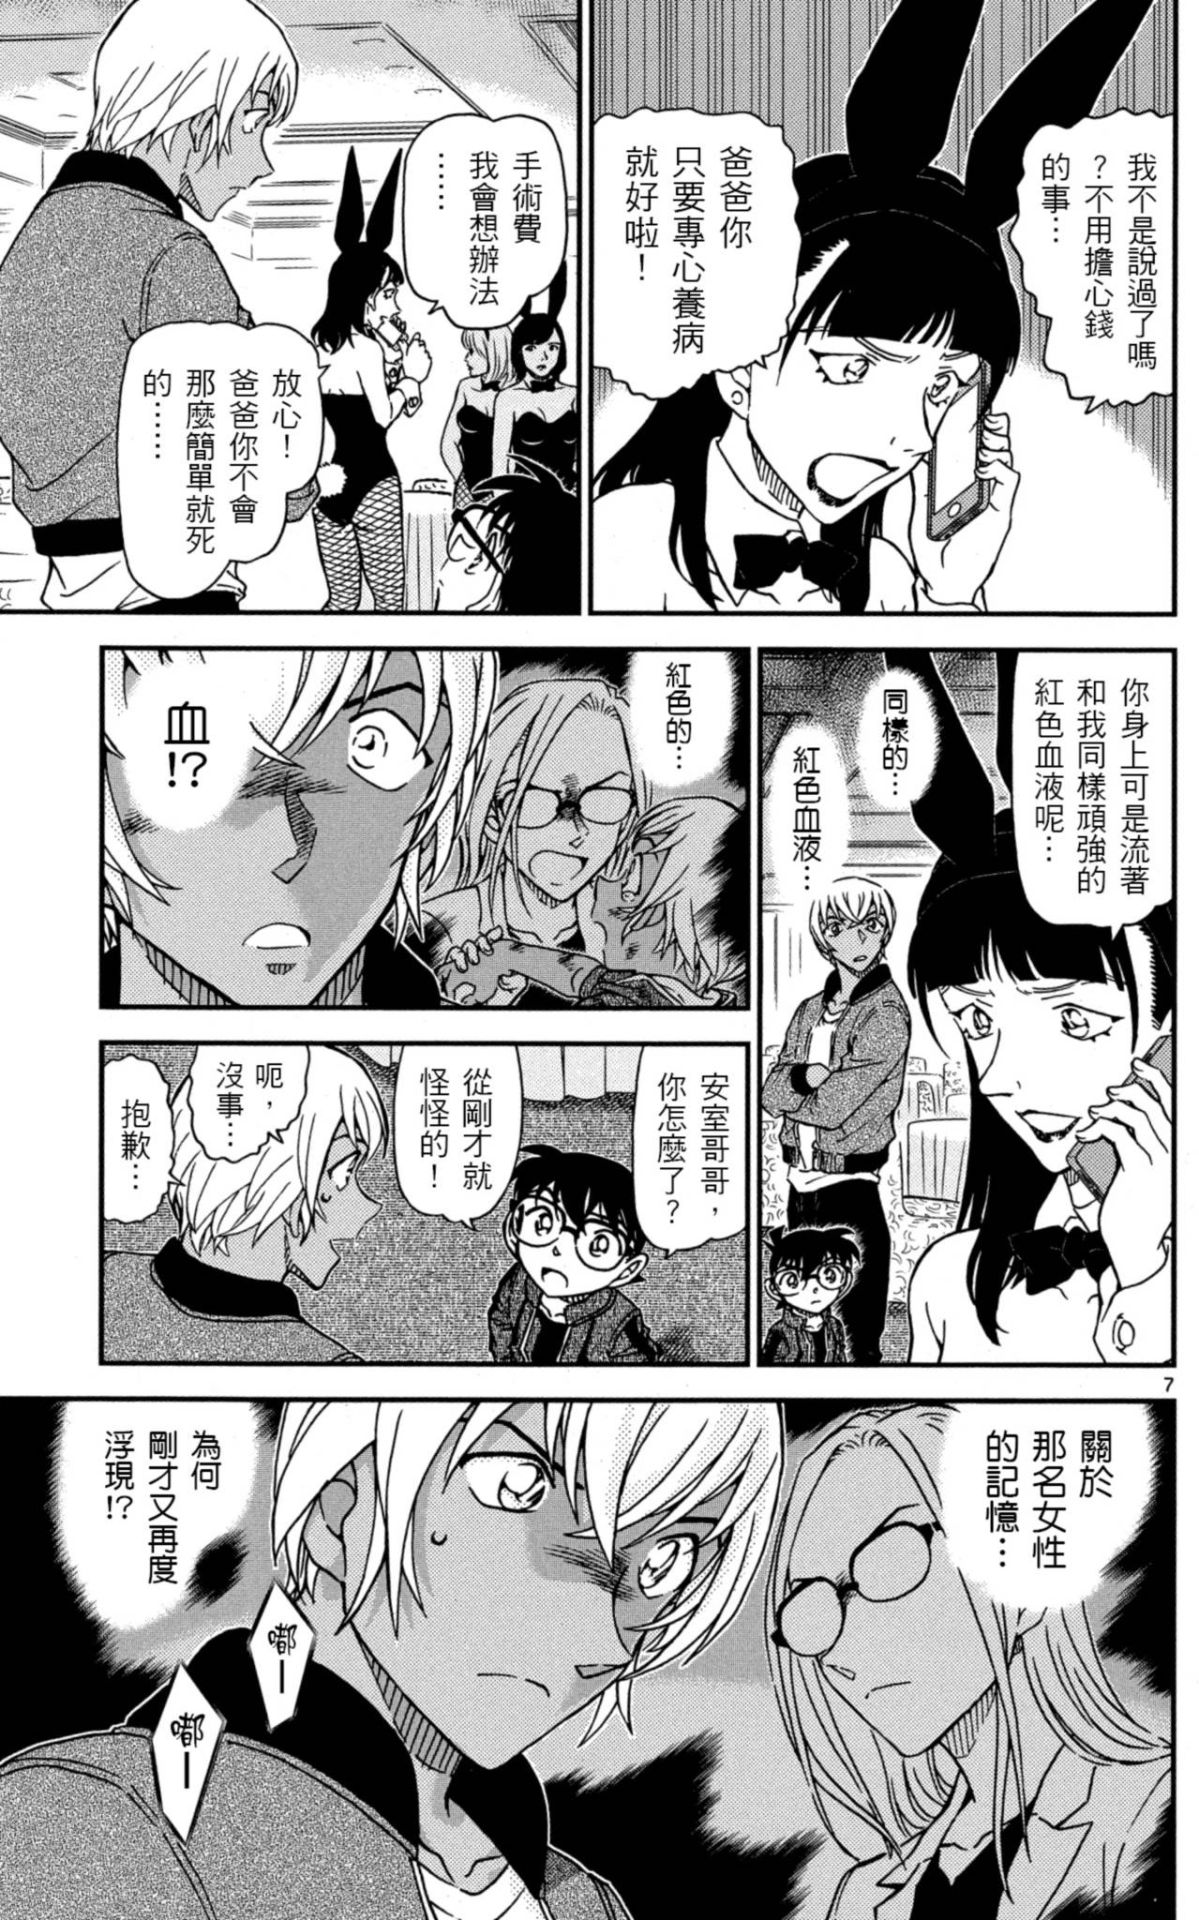 我不是說過了嗎
？不用擔心錢
的事…
爸爸你
只要專心養病
就好啦！
手術費
我會想辦法
……
放心！
爸爸你不會
那麼簡單就死
的……
你身上可是流著
和我同樣頑強的
紅色血液呢…
同樣的…
紅色血液…
紅色的…
血!?
安室哥哥，
你怎麼了？
從剛才就
怪怪的！
呃，
沒事…
抱歉…
7
關於
那名女性
的記憶…
為何
剛才又再度
浮現!?
嘟—
嘟—